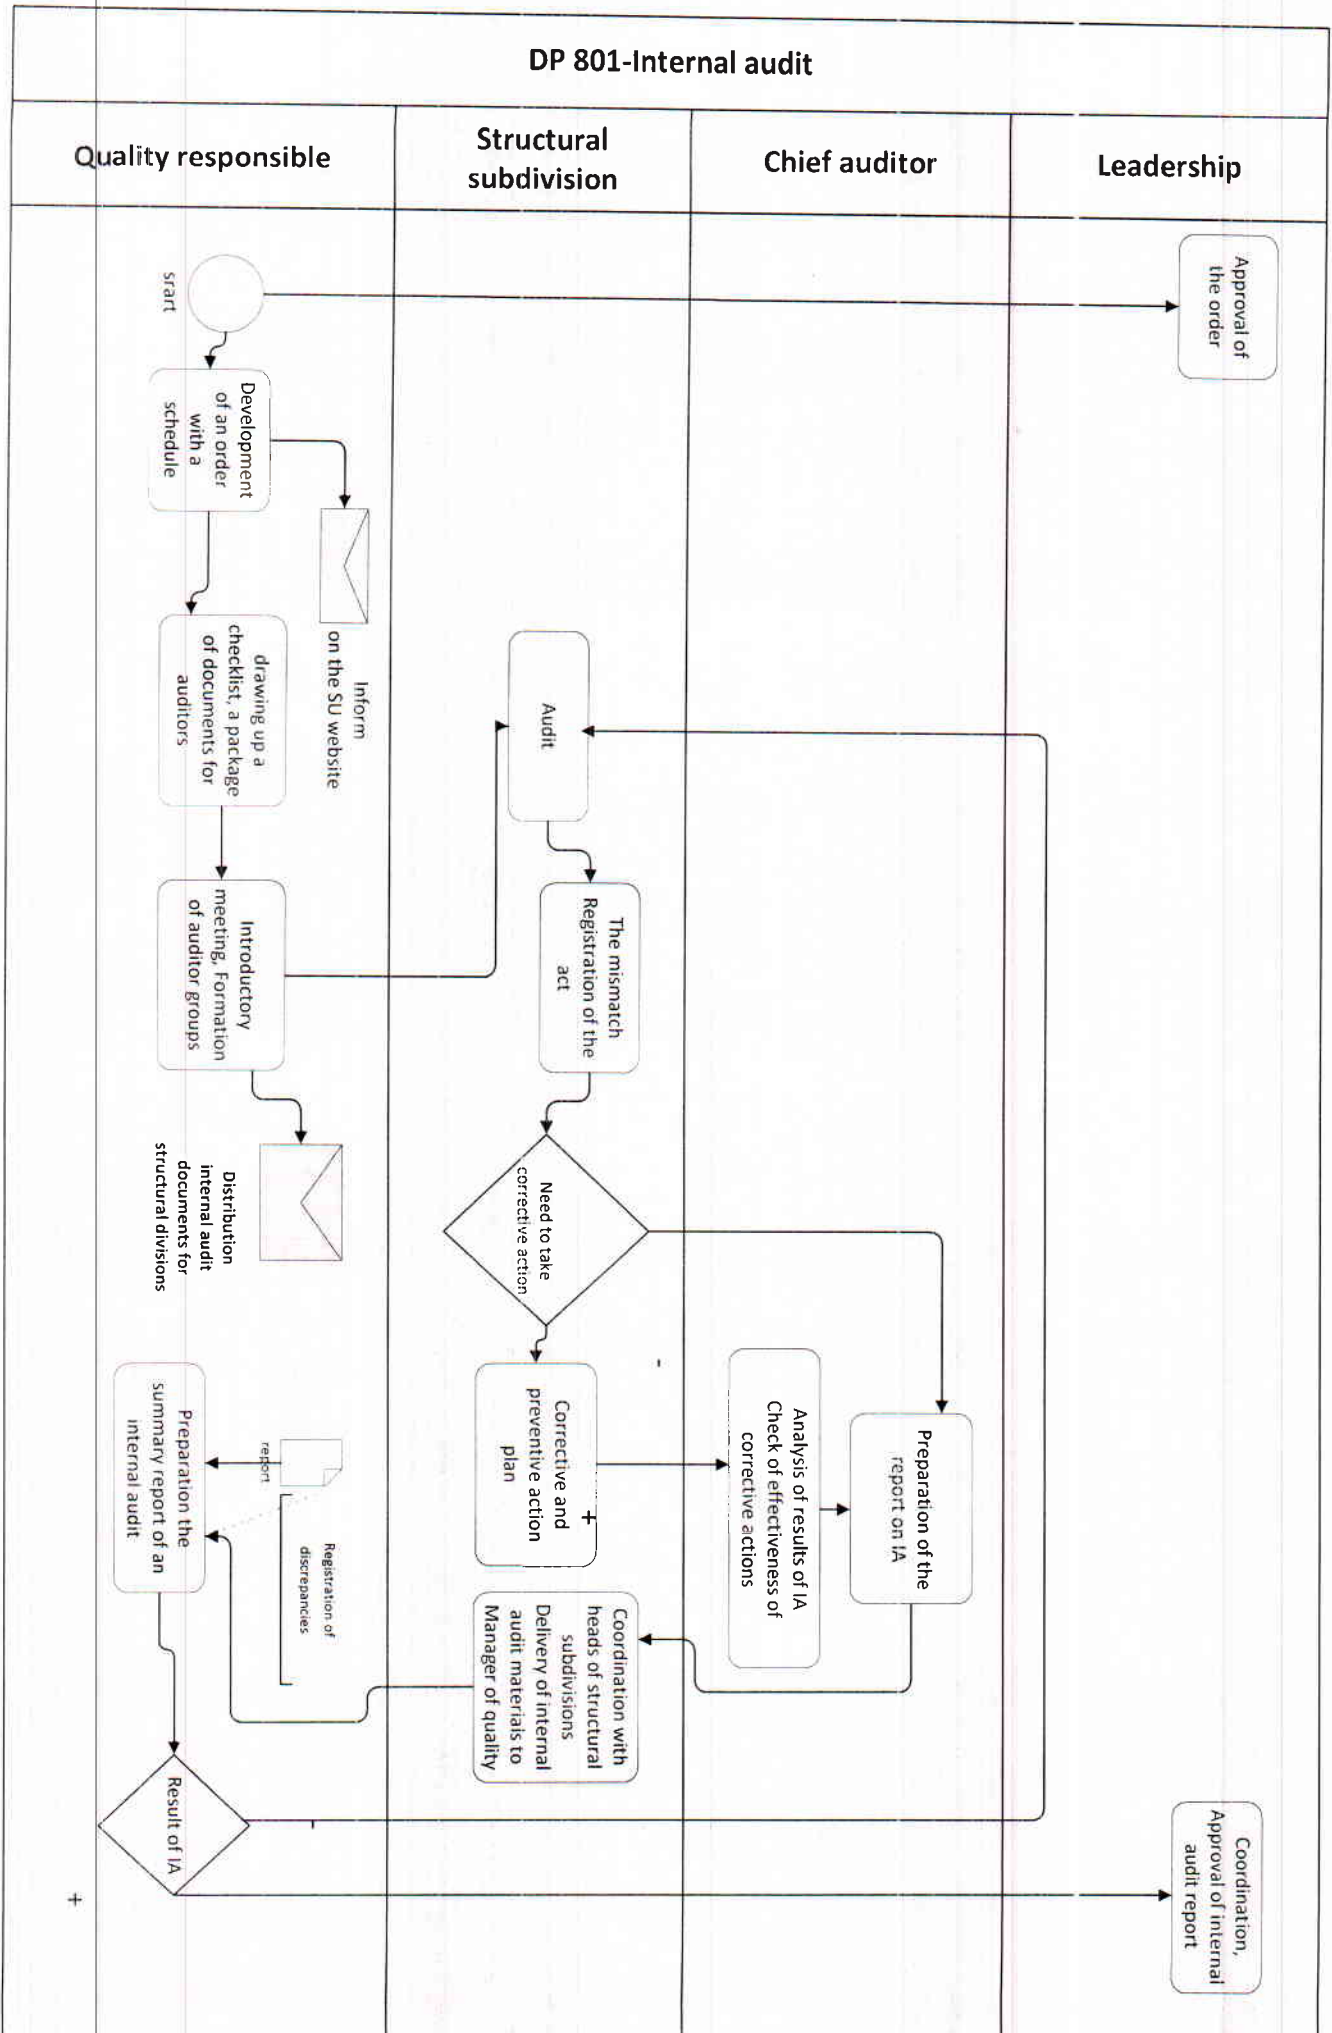 DP 801-Internal audit
Quality responsible
Structural
subdivision
Chief auditor
Leadership
Approval of
the order
srart
Development
of an order
with a
schedule
Inform
on the SU website
drawing up a
checklist, a package
of documents for
auditors
Audit
Introductory
meeting, Formation
of auditor groups
The mismatch
Registration of the
act
Distribution
internal audit
documents for
structural divisions
Need to take
corrective action
-
Corrective and
preventive action
plan
+
Analysis of results of IA
Check of effectiveness of
corrective actions
Preparation of the
report on IA
Coordination with
heads of structural
subdivisions
Delivery of internal
audit materials to
Manager of quality
report
Registration of
discrepancies
Preparation the
summary report of an
internal audit
Result of IA
-
+
Coordination,
Approval of internal
audit report